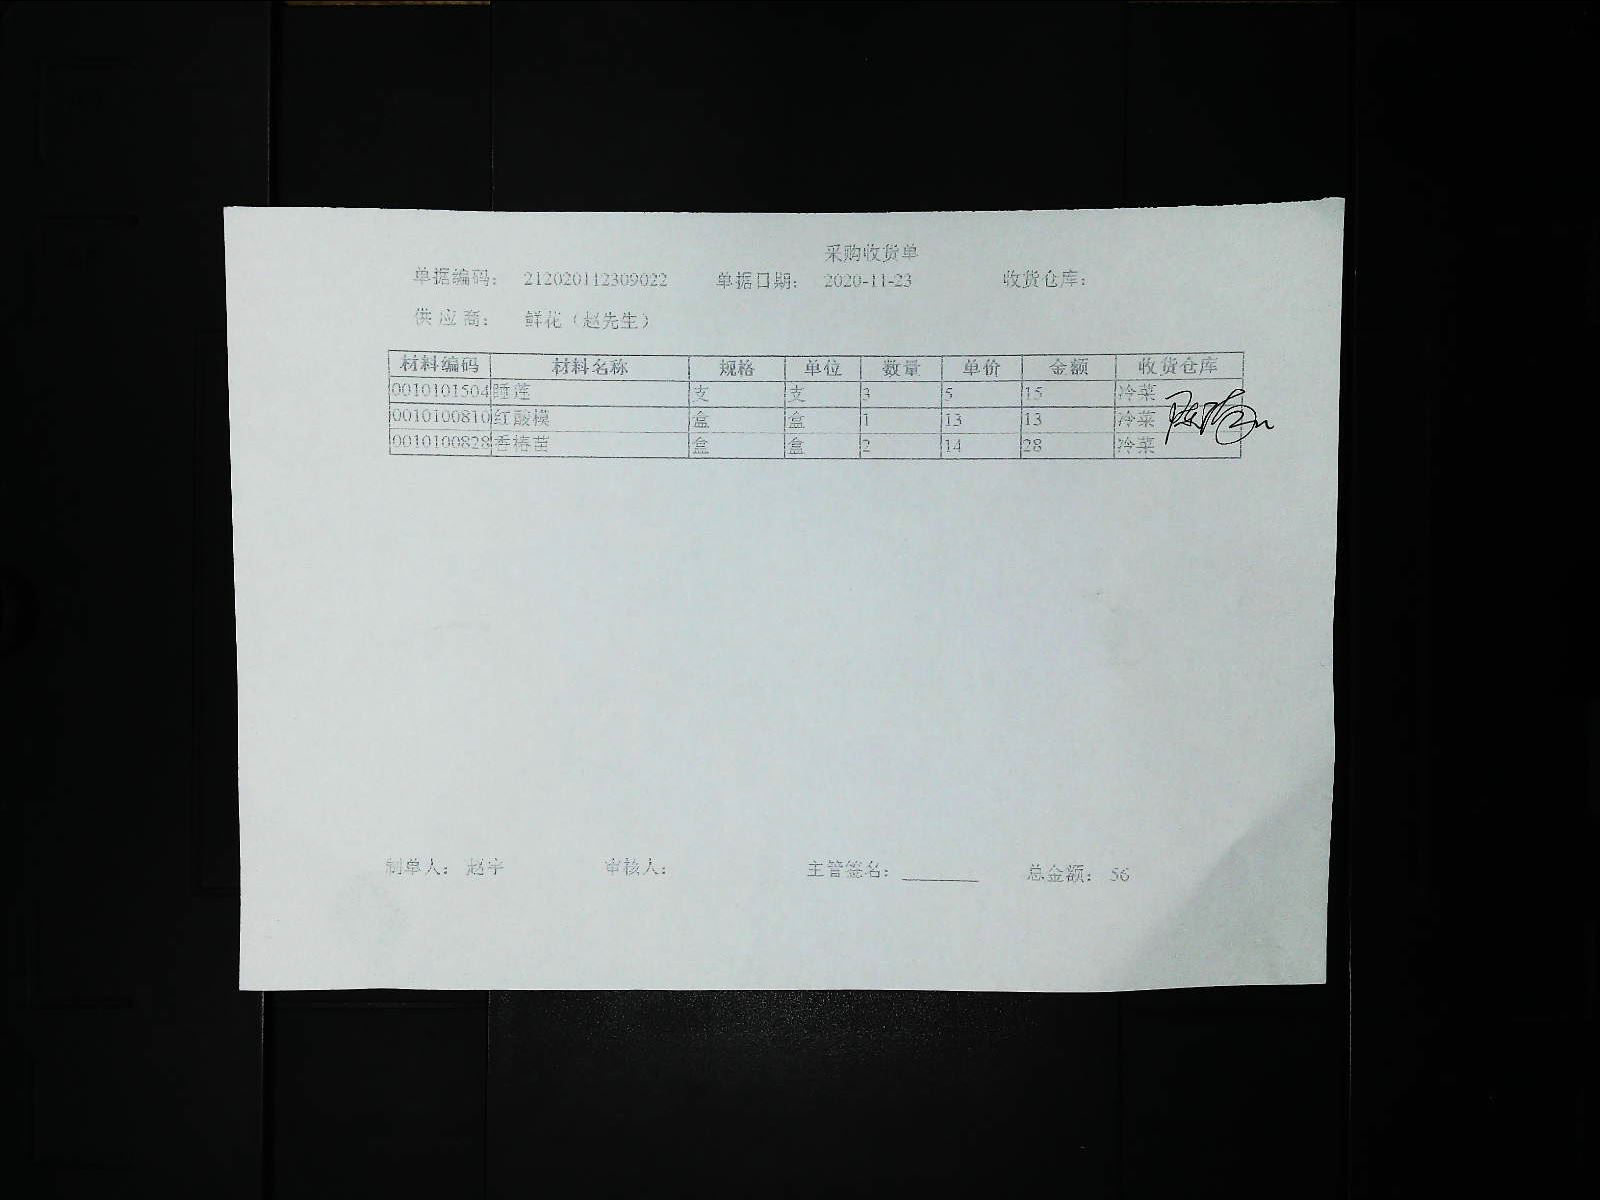 采购收货单
单据编码： 212020112309022 单据日期： 2020-11-23 收货仓库：
供 应 商： 鲜花（赵先生）
材料编码 材料名称 规格 单位 数量 单价 金额 收货仓库
0010101504 睡莲 支 支 3 5 15 冷菜
0010100810 红酸模 盒 盒 1 13 13 冷菜
0010100828 香椿苗 盒 盒 2 14 28 冷菜
制单人： 赵宇 审核人： 主管签名： 总金额： 56